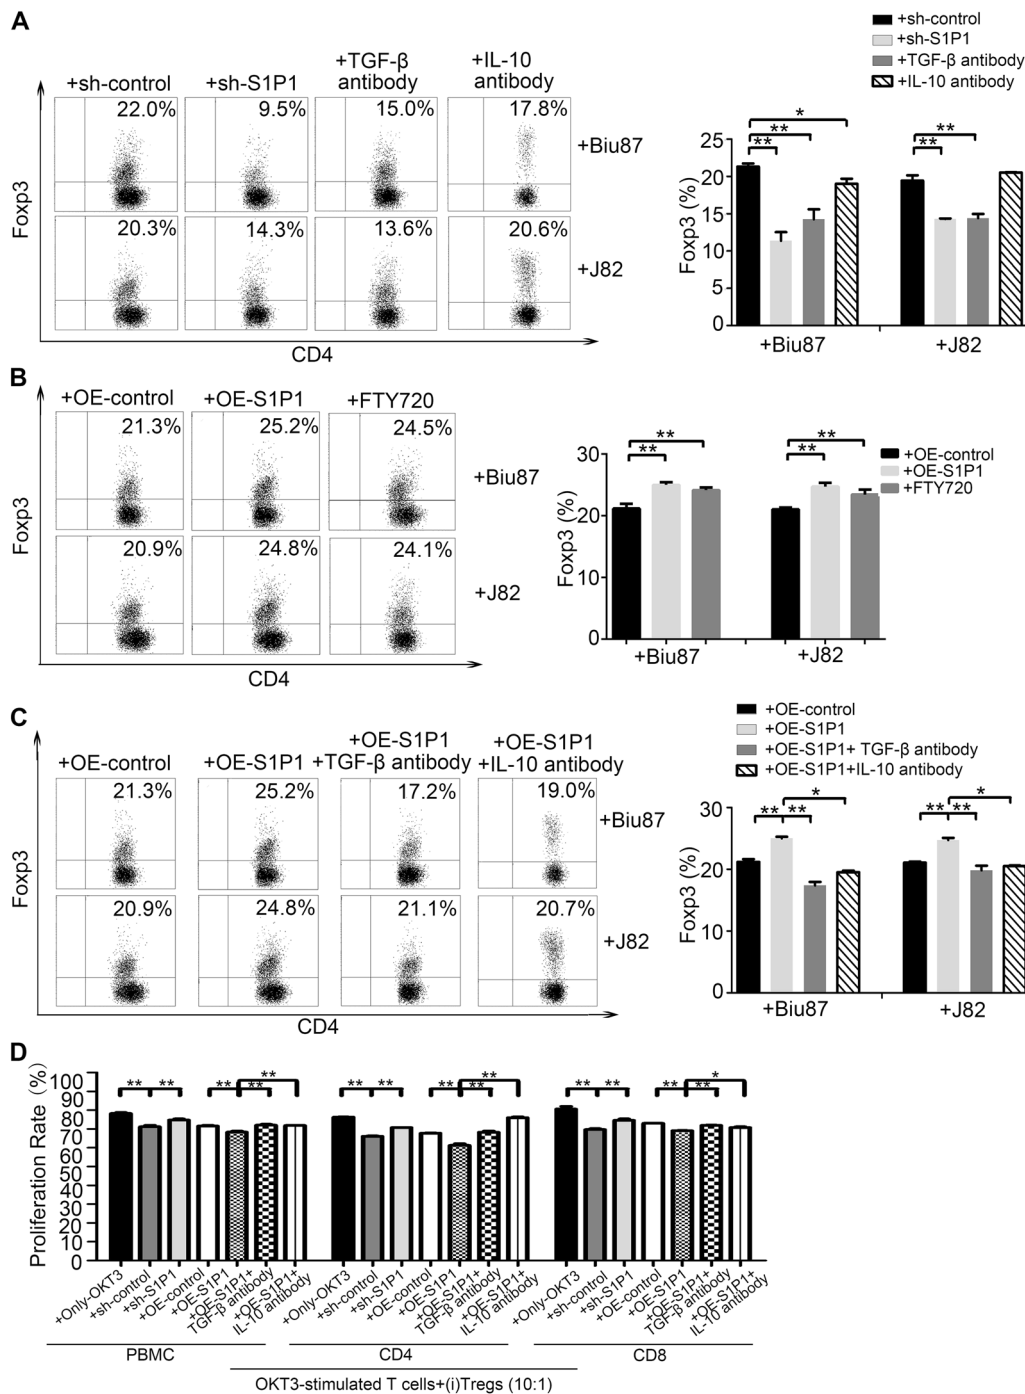 A
+sh-control
+sh-S1P1
+TGF-β antibody
+IL-10 antibody
+sh-control
+sh-S1P1
+TGF-β
antibody
+IL-10
antibody
22.0%
9.5%
15.0%
17.8%
+Biu87
20.3%
14.3%
13.6%
20.6%
+J82
Foxp3
CD4
* ** **
** **
Foxp3 (%)
25
20
15
10
5
0
+Biu87
+J82
B
+OE-control
+OE-S1P1
+FTY720
21.3%
25.2%
24.5%
+Biu87
20.9%
24.8%
24.1%
+J82
Foxp3
CD4
** **
** **
Foxp3 (%)
30
20
10
0
+Biu87
+J82
+OE-control
+OE-S1P1
+FTY720
C
+OE-control
+OE-S1P1
+OE-S1P1+ TGF-β antibody
+OE-S1P1+IL-10 antibody
+OE-control
+OE-S1P1
+OE-S1P1
+TGF-β antibody
+OE-S1P1
+IL-10 antibody
21.3%
25.2%
17.2%
19.0%
+Biu87
20.9%
24.8%
21.1%
20.7%
+J82
Foxp3
CD4
* ** **
* ** **
Foxp3 (%)
30
20
10
0
+Biu87
+J82
D
Proliferation Rate (%)
100
90
80
70
60
50
40
30
20
10
0
** ** ** ** **
** ** ** ** **
** ** ** ** *
+Only-OKT3
+sh-control
+sh-S1P1
+OE-control
+OE-S1P1
+OE-S1P1+
TGF-β antibody
+OE-S1P1+
IL-10 antibody
+Only-OKT3
+sh-control
+sh-S1P1
+OE-control
+OE-S1P1
+OE-S1P1+
TGF-β antibody
+OE-S1P1+
IL-10 antibody
+Only-OKT3
+sh-control
+sh-S1P1
+OE-control
+OE-S1P1
+OE-S1P1+
TGF-β antibody
+OE-S1P1+
IL-10 antibody
PBMC
CD4
CD8
OKT3-stimulated T cells+(i)Tregs (10:1)